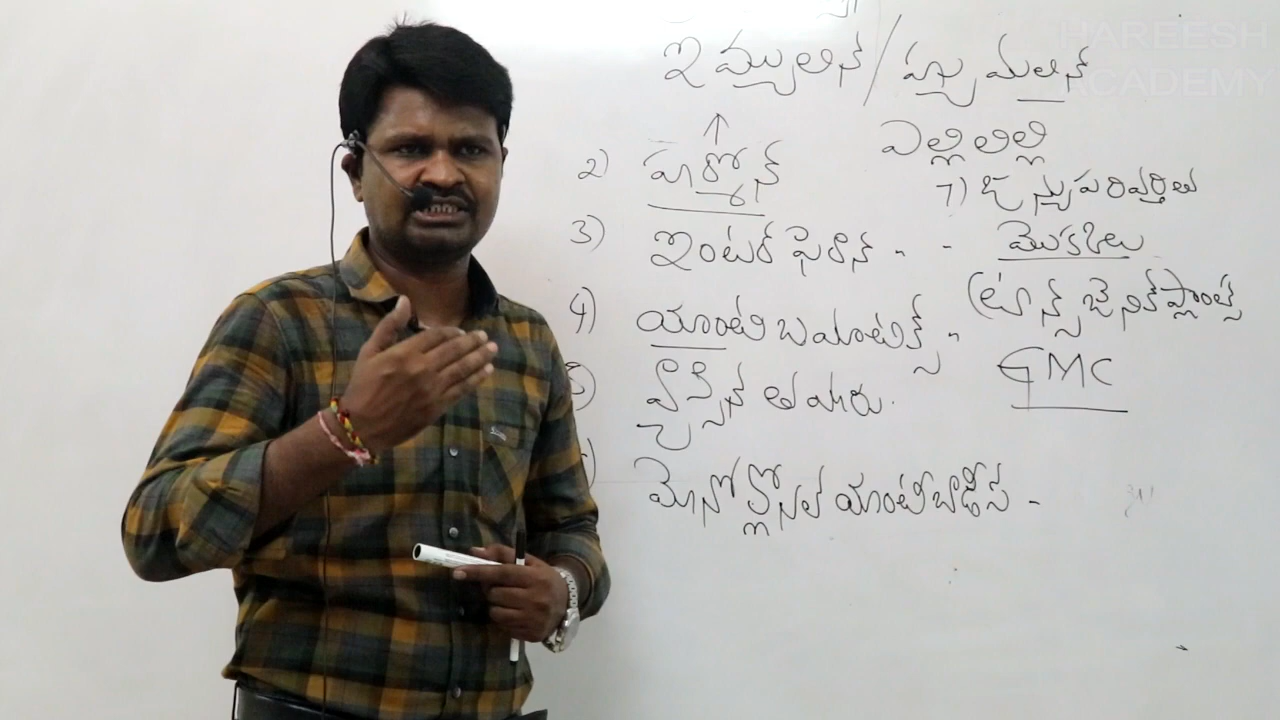 HAREESH
ACADEMY
ఇమ్యులిన్ / హ్యుమలిన్
ఎల్లిలిల్లి
2) హర్మోన్
3) ఇంటర్ ఫెరాన్ - -
4) యాంటిబయాటిక్స్ -
5) వ్యాక్సిన్ తయారు.
మోనోక్లోనల్ యాంటీబాడీస్ -
7) జన్యుపరివర్తిత
మొక్కలు
(ట్రాన్స్ జెనిక్ ప్లాంట్స్
GMC